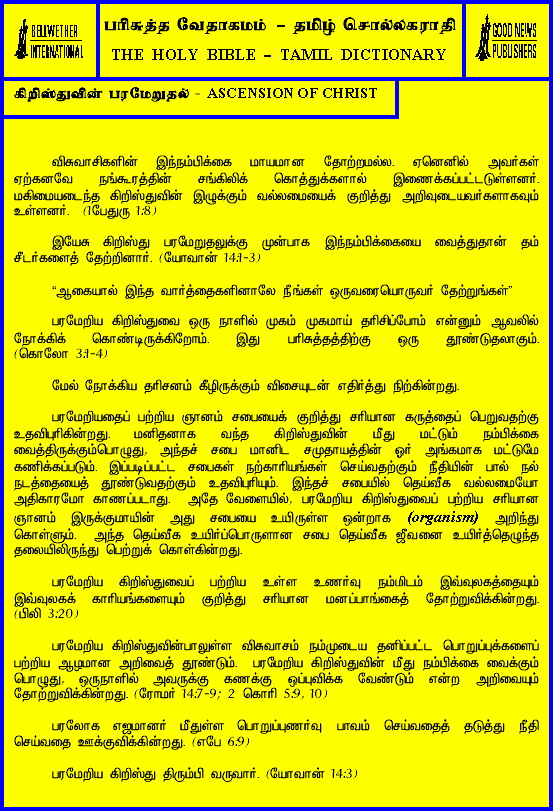 BELLWETHER
INTERNATIONAL
பரிசுத்த வேதாகமம் – தமிழ் சொல்லகராதி
THE HOLY BIBLE – TAMIL DICTIONARY
GOOD NEWS
PUBLISHERS
கிறிஸ்துவின் பரமேறுதல் - ASCENSION OF CHRIST
விசுவாசிகளின் இந்நம்பிக்கை மாயமான தோற்றமல்ல. ஏனெனில் அவர்கள்
ஏற்கனவே நங்கூரத்தின் சங்கிலிக் கொத்துக்களால் இணைக்கப்பட்டடுள்ளனர்.
மகிமையடைந்த கிறிஸ்துவின் இழுக்கும் வல்லமையைக் குறித்து அறிவுடையவர்களாகவும்
உள்ளனர். (1பேதுரு 1:8)
இயேசு கிறிஸ்து பரமேறுதலுக்கு முன்பாக இந்நம்பிக்கையை வைத்துதான் தம்
சீடர்களைத் தேற்றினார். (யோவான் 14:1-3)
“ஆகையால் இந்த வார்த்தைகளினாலே நீங்கள் ஒருவரையொருவர் தேற்றுங்கள்”
பரமேறிய கிறிஸ்துவை ஒரு நாளில் முகம் முகமாய் தரிசிப்போம் என்னும் ஆவலில்
நோக்கிக் கொண்டிருக்கிறோம். இது பரிசுத்தத்திற்கு ஒரு தூண்டுதலாகும்.
(கொலோ 3:1-4)
மேல் நோக்கிய தரிசனம் கீழிருக்கும் விசையுடன் எதிர்த்து நிற்கின்றது.
பரமேறியதைப் பற்றிய ஞானம் சபையைக் குறித்து சரியான கருத்தைப் பெறுவதற்கு
உதவிபுரிகின்றது. மனிதனாக வந்த கிறிஸ்துவின் மீது மட்டும் நம்பிக்கை
வைத்திருக்கும்பொழுது, அந்தச் சபை மானிட சமுதாயத்தின் ஓர் அங்கமாக மட்டுமே
கணிக்கப்படும். இப்படிப்பட்ட சபைகள் நற்காரியங்கள் செய்வதற்கும் நீதியின் பால் நல்
நடத்தையைத் தூண்டுவதற்கும் உதவிபுரியும். இந்தச் சபையில் தெய்வீக வல்லமையோ
அதிகாரமோ காணப்படாது. அதே வேளையில், பரமேறிய கிறிஸ்துவைப் பற்றிய சரியான
ஞானம் இருக்குமாயின் அது சபையை உயிருள்ள ஒன்றாக (organism) அறிந்து
கொள்ளும். அந்த தெய்வீக உயிர்ப்பொருளான சபை தெய்வீக ஜீவனை உயிர்த்தெழுந்த
தலையிலிருந்து பெற்றுக் கொள்கின்றது.
பரமேறிய கிறிஸ்துவைப் பற்றிய உள்ள உணர்வு நம்மிடம் இவ்வுலகத்தையும்
இவ்வுலகக் காரியங்களையும் குறித்து சரியான மனப்பாங்கைத் தோற்றுவிக்கின்றது.
(பிலி 3:20)
பரமேறிய கிறிஸ்துவின்பாலுள்ள விசுவாசம் நம்முடைய தனிப்பட்ட பொறுப்புக்களைப்
பற்றிய ஆழமான அறிவைத் தூண்டும். பரமேறிய கிறிஸ்துவின் மீது நம்பிக்கை வைக்கும்
பொழுது, ஒருநாளில் அவருக்கு கணக்கு ஒப்புவிக்க வேண்டும் என்ற அறிவையும்
தோற்றுவிக்கின்றது. (ரோமர் 14:7-9; 2 கொரி 5:9, 10)
பரலோக எஜமானர் மீதுள்ள பொறுப்புணர்வு பாவம் செய்வதைத் தடுத்து நீதி
செய்வதை ஊக்குவிக்கின்றது. (எபே 6:9)
பரமேறிய கிறிஸ்து திரும்பி வருவார். (யோவான் 14:3)